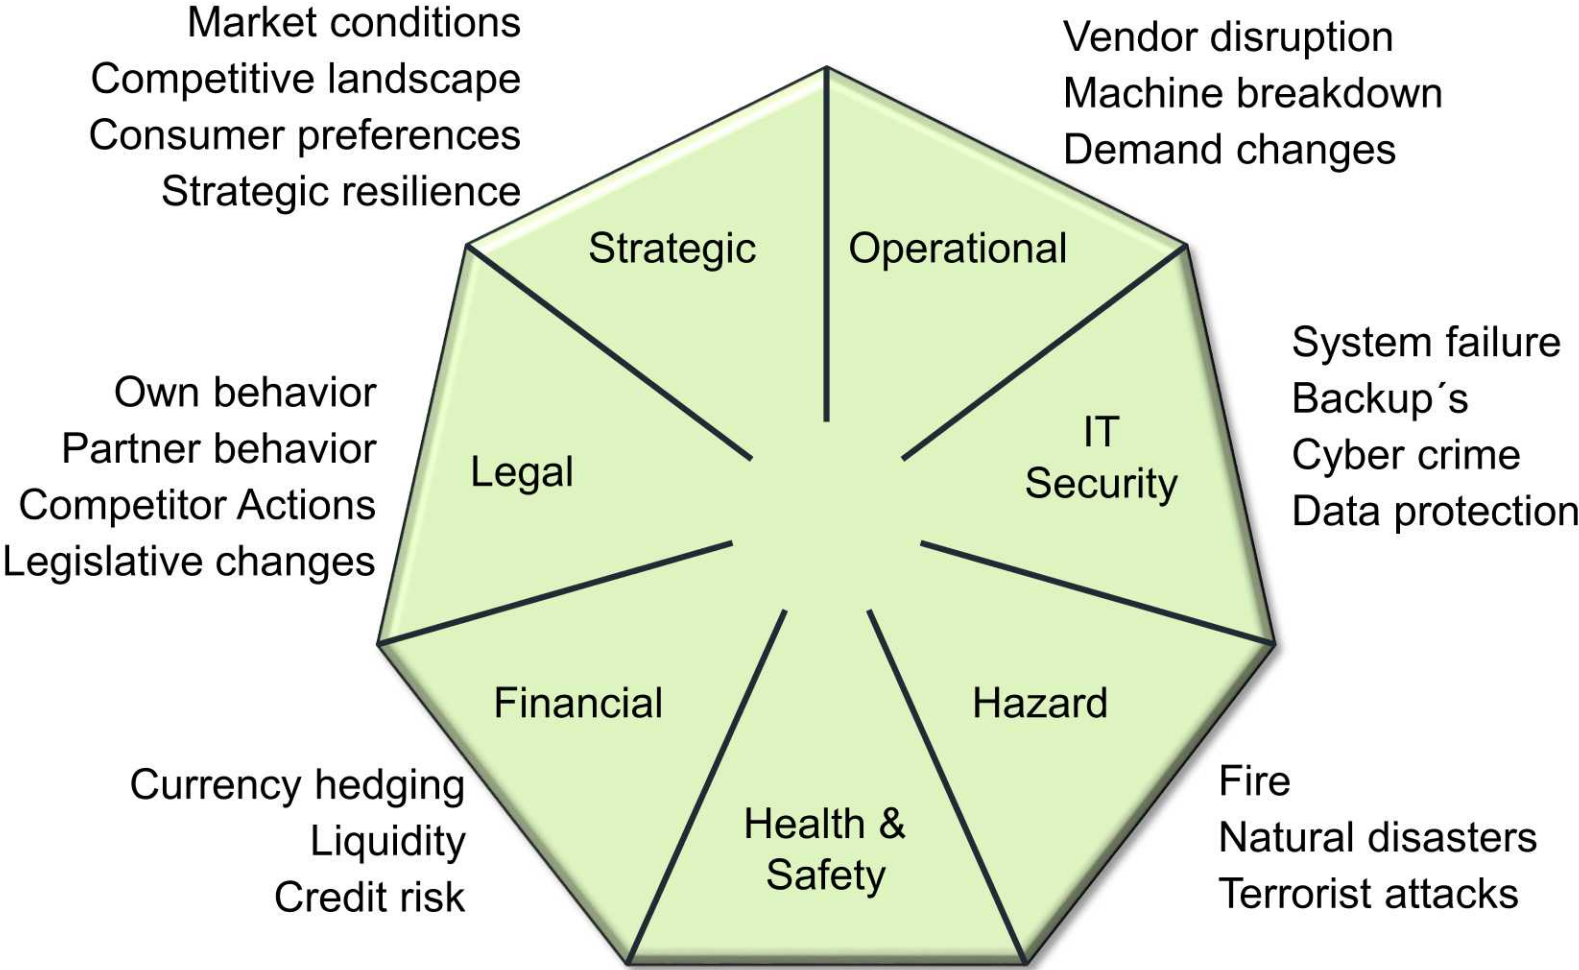 Market conditions
Competitive landscape
Consumer preferences
Strategic resilience
Vendor disruption
Machine breakdown
Demand changes
Strategic
Operational
Own behavior
Partner behavior
Competitor Actions
Legislative changes
Legal
IT
Security
System failure
Backup´s
Cyber crime
Data protection
Financial
Hazard
Currency hedging
Liquidity
Credit risk
Health &
Safety
Fire
Natural disasters
Terrorist attacks